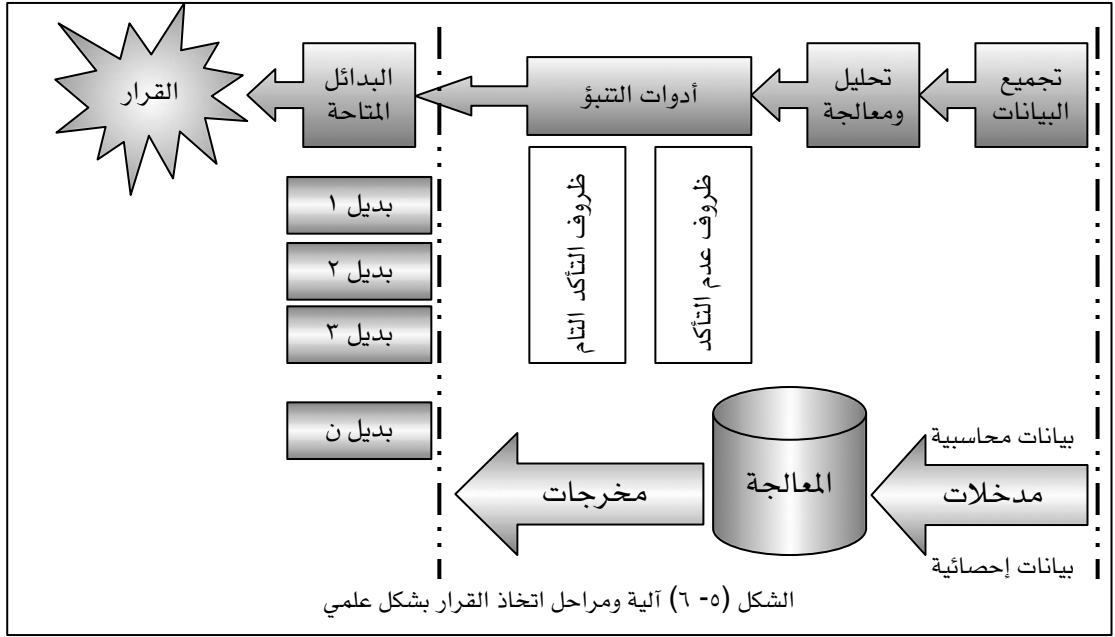 تجميع
البيانات
تحليل
ومعالجة
أدوات التنبؤ
البدائل
المتاحة
القرار
ظروف عدم التأكد
ظروف التأكد التام
بديل ١
بديل ٢
بديل ٣
بديل ن
بيانات محاسبية
مدخلات
بيانات إحصائية
المعالجة
مخرجات
الشكل (٥- ٦) آلية ومراحل اتخاذ القرار بشكل علمي